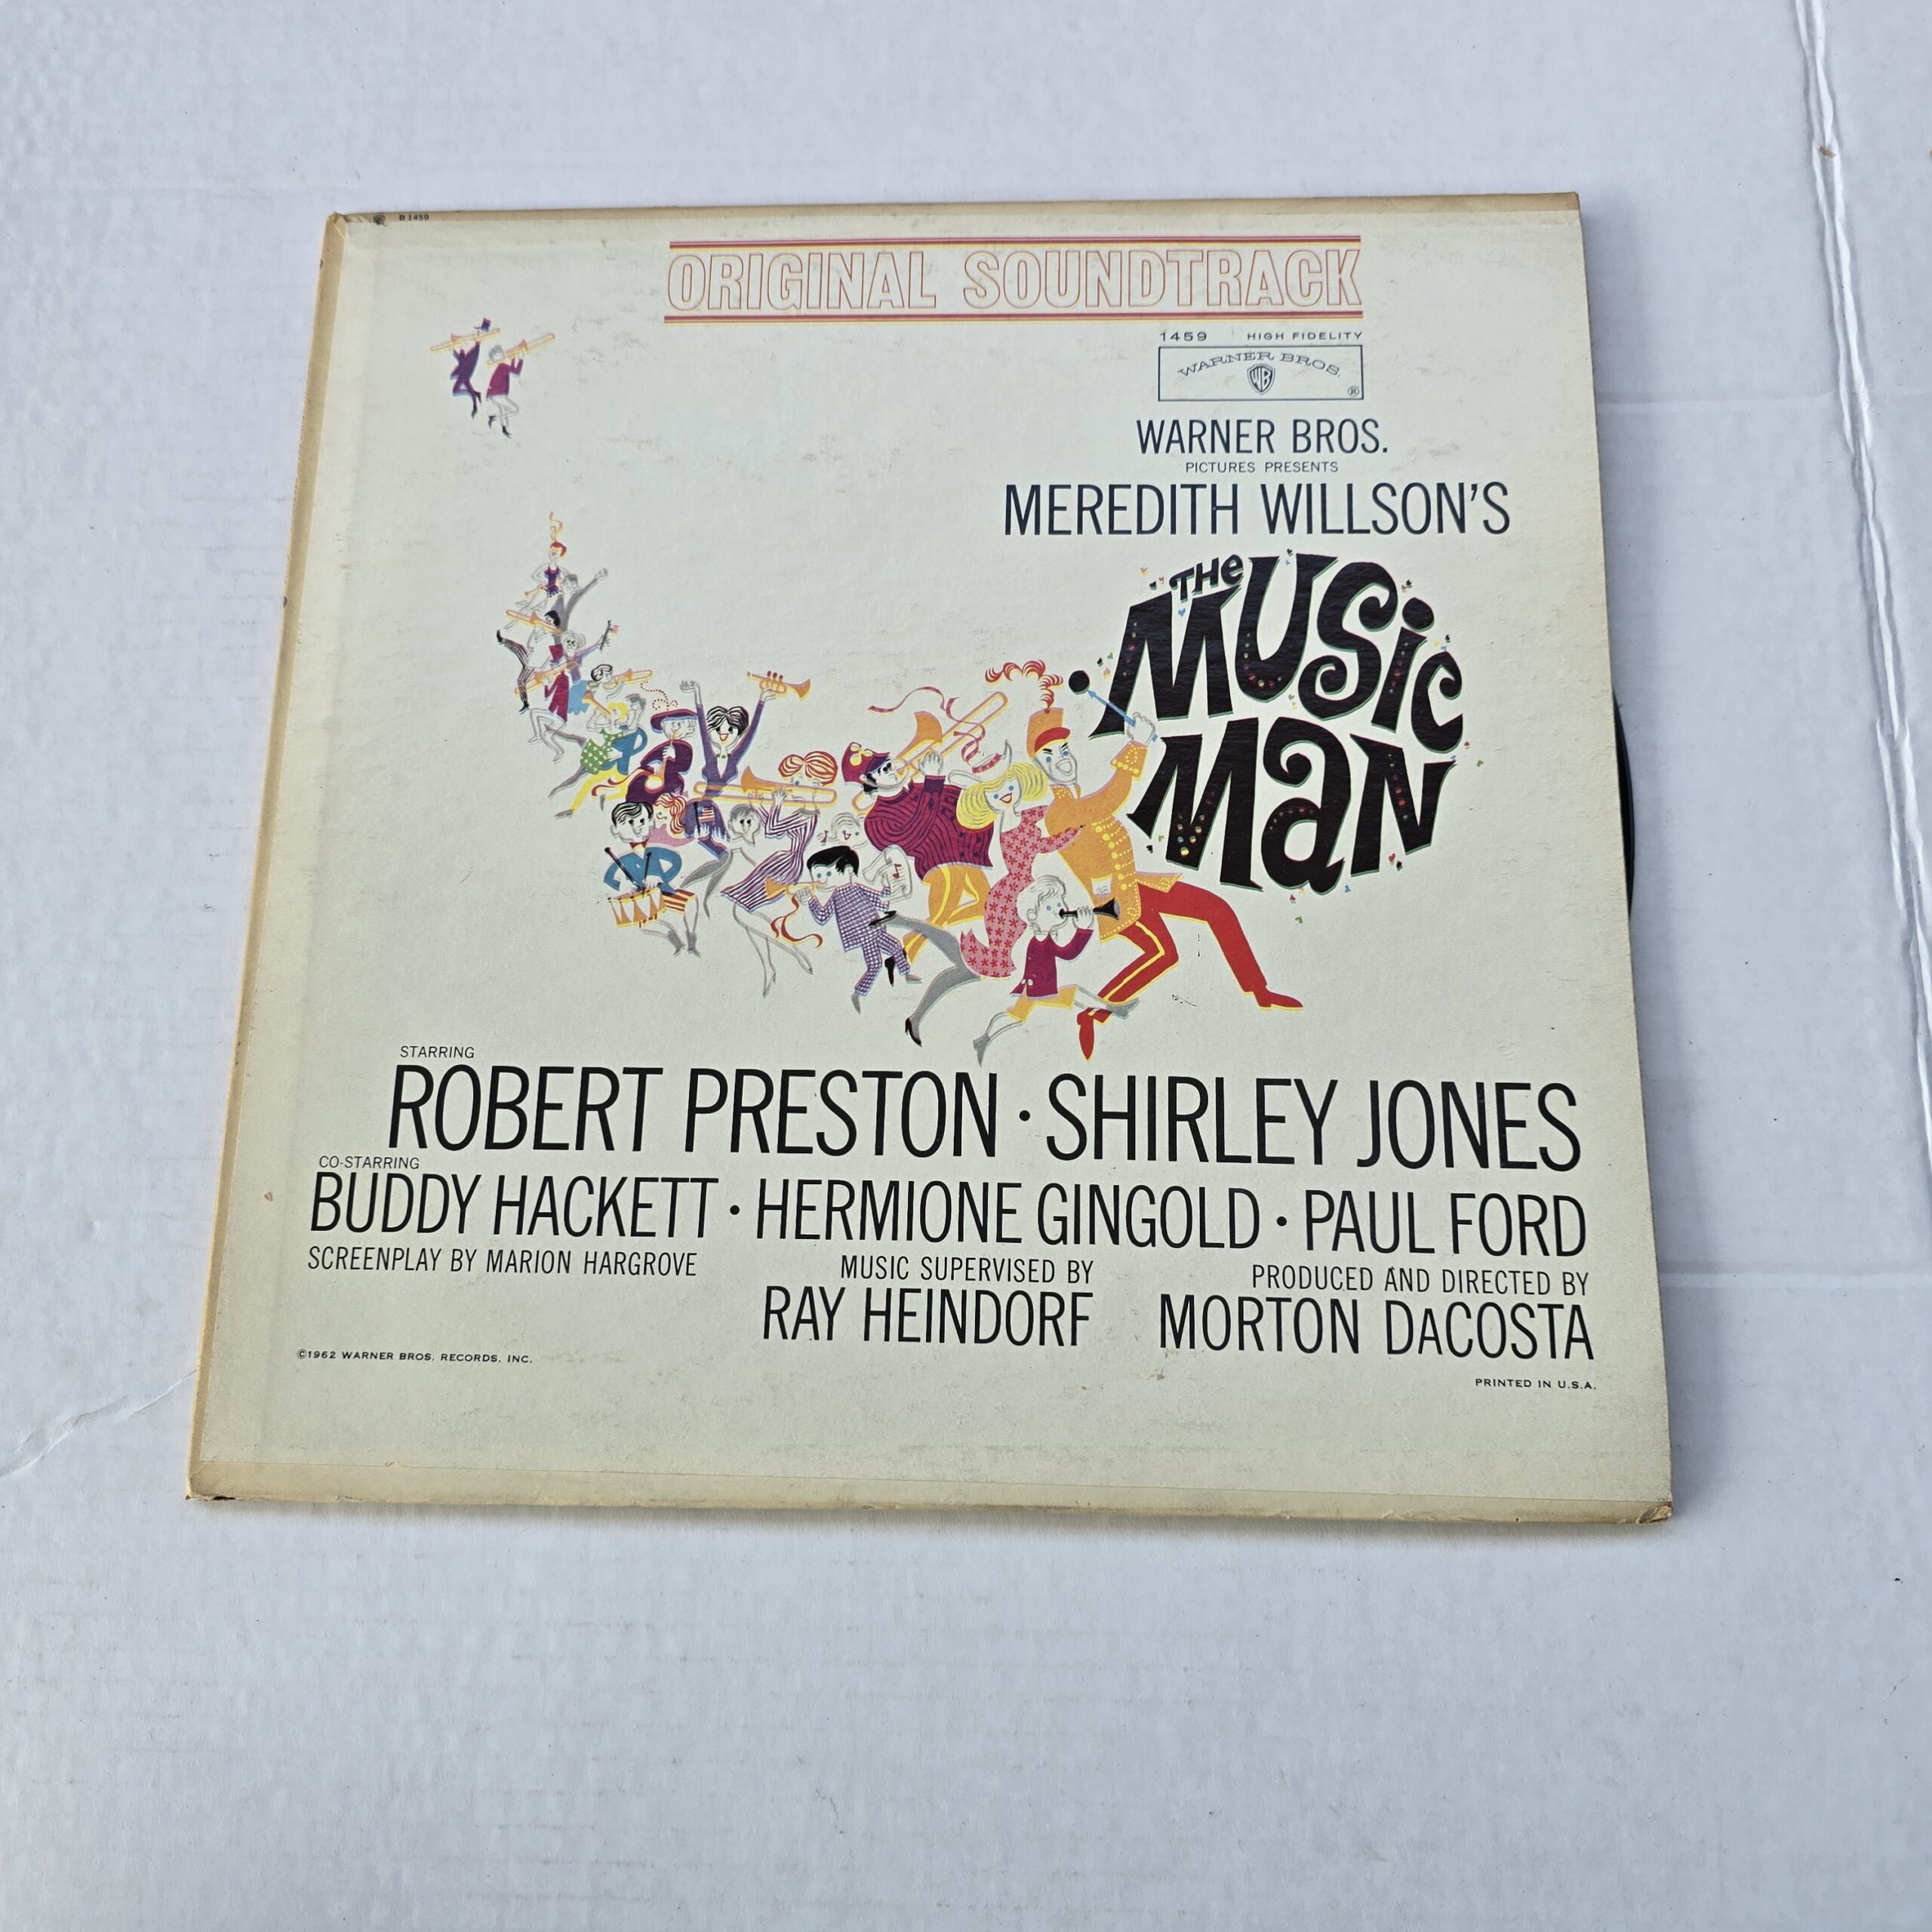 B 1459
ORIGINAL SOUNDTRACK
1459 HIGH FIDELITY
WARNER BROS.
WB
®
WARNER BROS.
PICTURES PRESENTS
MEREDITH WILLSON'S
THe
MUSic
MaN
STARRING
ROBERT PRESTON · SHIRLEY JONES
CO-STARRING
BUDDY HACKETT · HERMIONE GINGOLD · PAUL FORD
SCREENPLAY BY MARION HARGROVE
MUSIC SUPERVISED BY
RAY HEINDORF
PRODUCED AND DIRECTED BY
MORTON DACOSTA
©1962 WARNER BROS. RECORDS, INC.
PRINTED IN U.S.A.